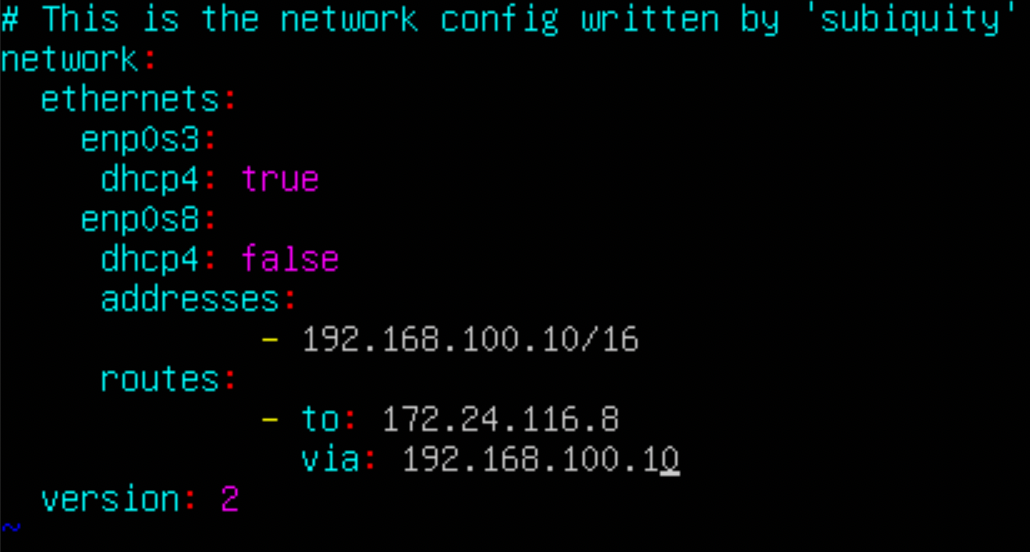 # This is the network config written by 'subiquity'
network:
  ethernets:
    enp0s3:
     dhcp4: true
    enp0s8:
     dhcp4: false
     addresses:
             - 192.168.100.10/16
     routes:
             - to: 172.24.116.8
               via: 192.168.100.10
  version: 2
~